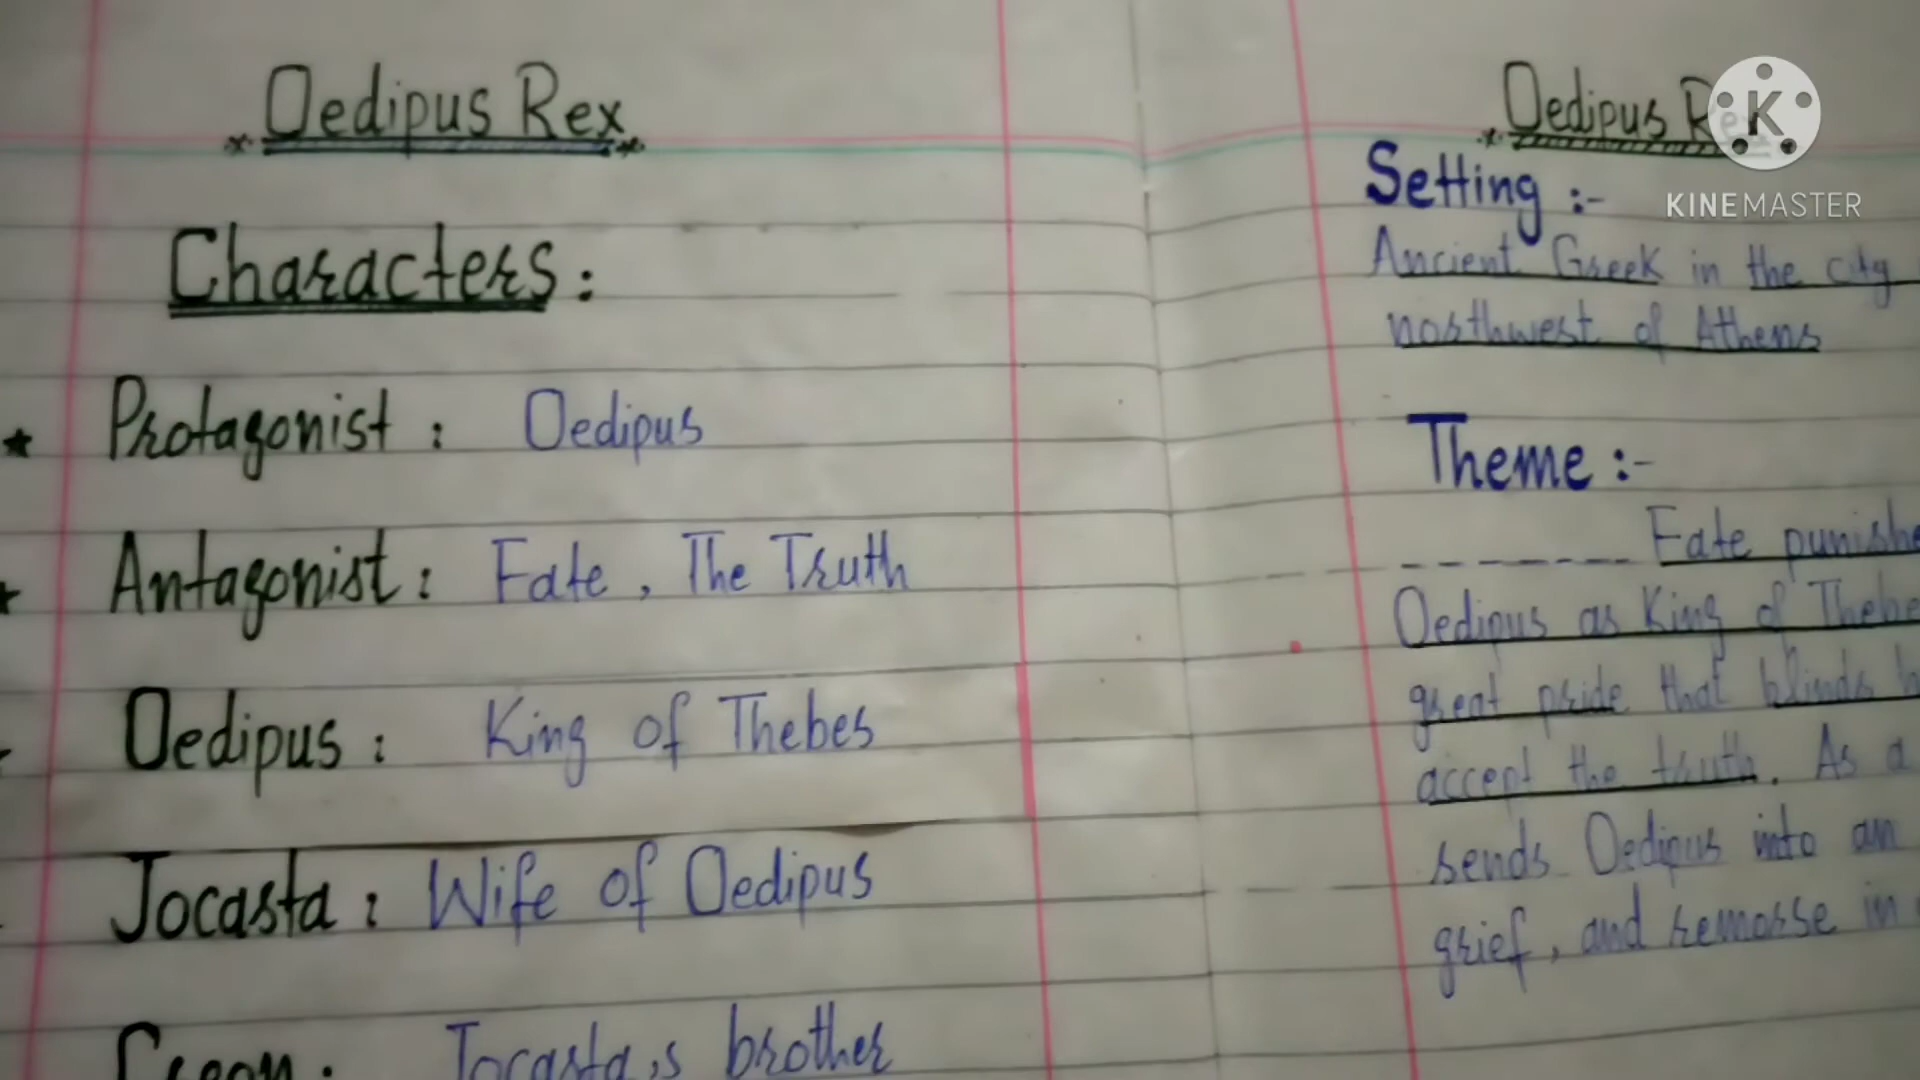 Oedipus Rex
Characters:
Protagonist: Oedipus
Antagonist: Fate, The Truth
Oedipus: King of Thebes
Jocasta: Wife of Oedipus
Creon: Jocasta,s brother
Oedipus
Setting :-
Ancient Greek in the city
northwest of Athens
Theme :-
Fate
Oedipus as King of
great pride that blinds
accept the truth. As a
sends Oedipus into an
grief, and remorse in
K
KINEMASTER